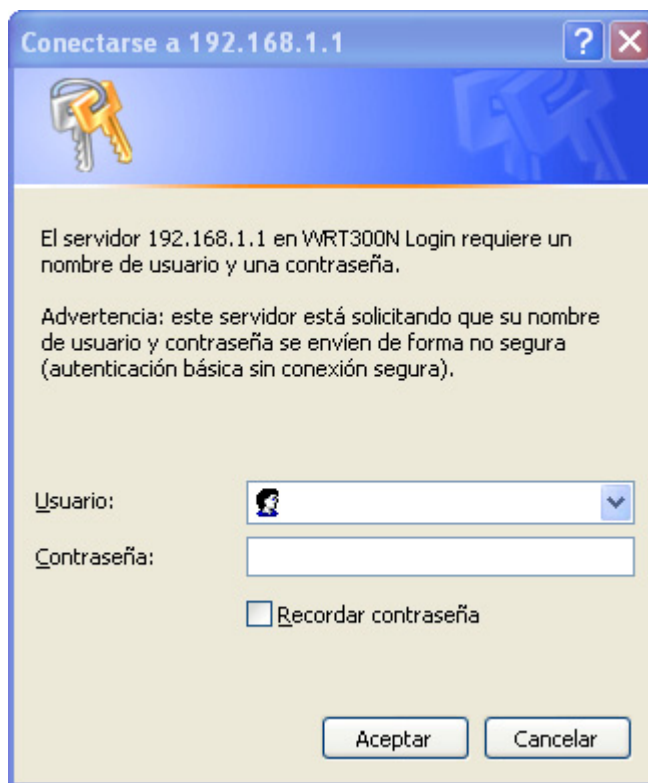 Conectarse a 192.168.1.1
El servidor 192.168.1.1 en WRT300N Login requiere un
nombre de usuario y una contraseña.
Advertencia: este servidor está solicitando que su nombre
de usuario y contraseña se envíen de forma no segura
(autenticación básica sin conexión segura).
Usuario:
Contraseña:
Recordar contraseña
Aceptar Cancelar